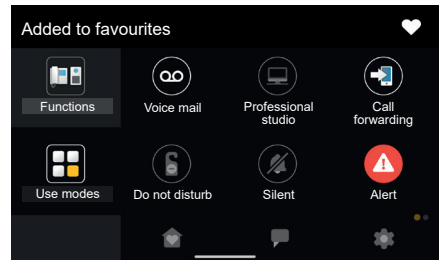 Added to favourites
Functions
Voice mail
Professional
studio
Call
forwarding
Use modes
Do not disturb
Silent
Alert